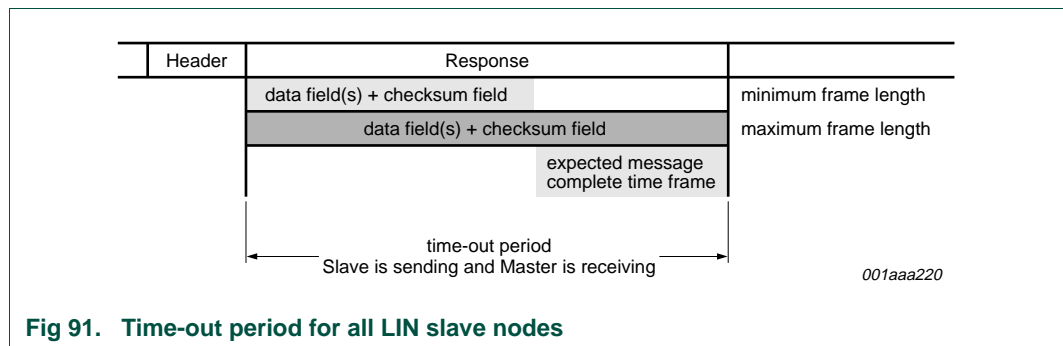 Header
Response
data field(s) + checksum field
minimum frame length
data field(s) + checksum field
maximum frame length
expected message
complete time frame
time-out period
Slave is sending and Master is receiving
001aaa220
Fig 91. Time-out period for all LIN slave nodes